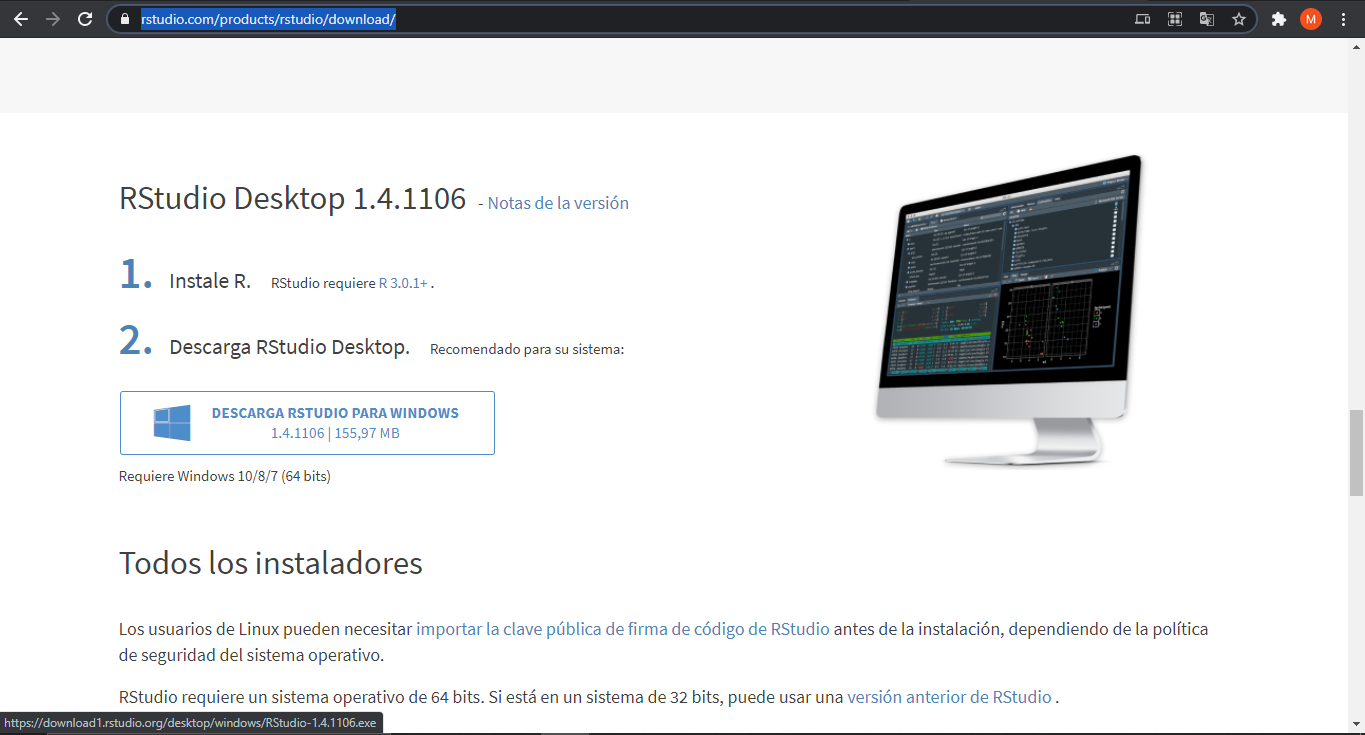 rstudio.com/products/rstudio/download/
M
RStudio Desktop 1.4.1106 - Notas de la versión
1. Instale R. RStudio requiere R 3.0.1+ .
2. Descarga RStudio Desktop. Recomendado para su sistema:
DESCARGA RSTUDIO PARA WINDOWS
1.4.1106 | 155,97 MB
Requiere Windows 10/8/7 (64 bits)
Todos los instaladores
Los usuarios de Linux pueden necesitar importar la clave pública de firma de código de RStudio antes de la instalación, dependiendo de la política
de seguridad del sistema operativo.
RStudio requiere un sistema operativo de 64 bits. Si está en un sistema de 32 bits, puede usar una versión anterior de RStudio .
https://download1.rstudio.org/desktop/windows/RStudio-1.4.1106.exe